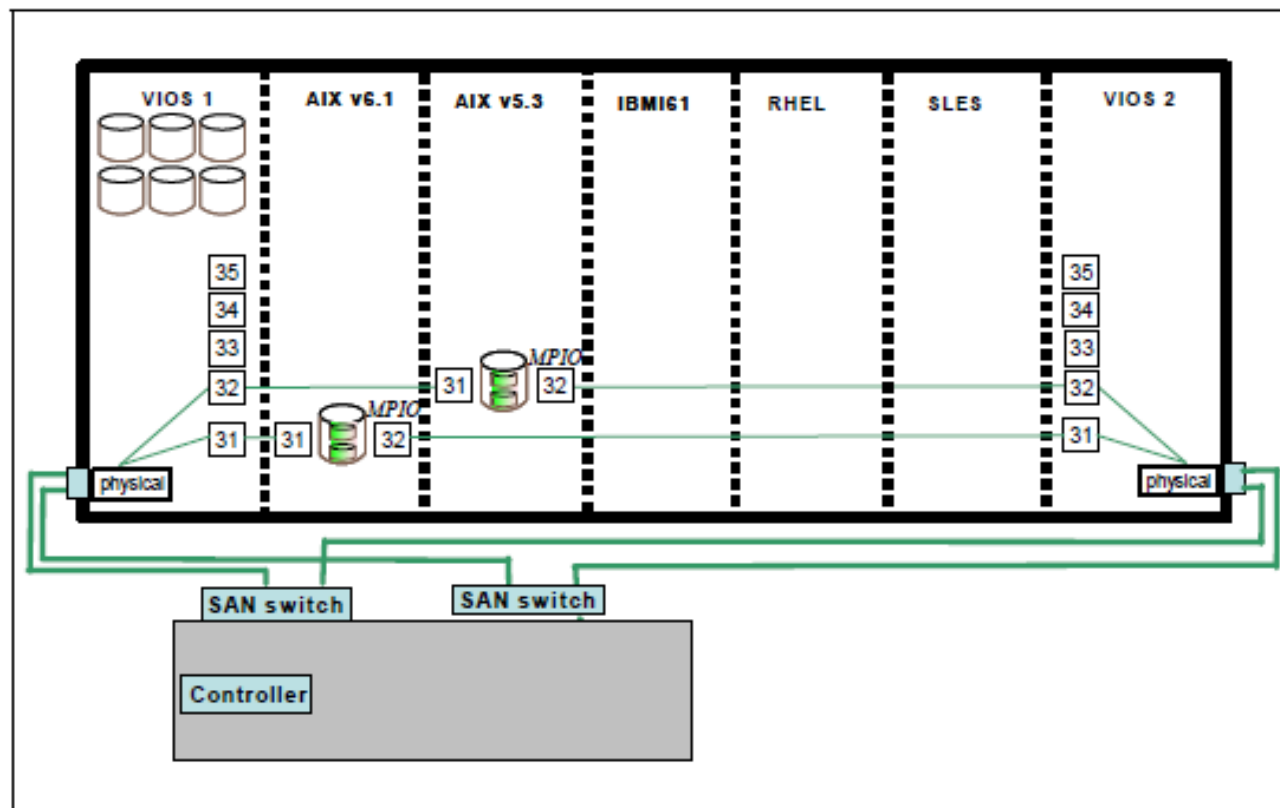 VIOS 1
AIX v6.1
AIX v5.3
IBMI61
RHEL
SLES
VIOS 2
35
35
34
34
33
33
MPIO
32
31
32
32
MPIO
31
31
32
31
physical
physical
SAN switch
SAN switch
Controller